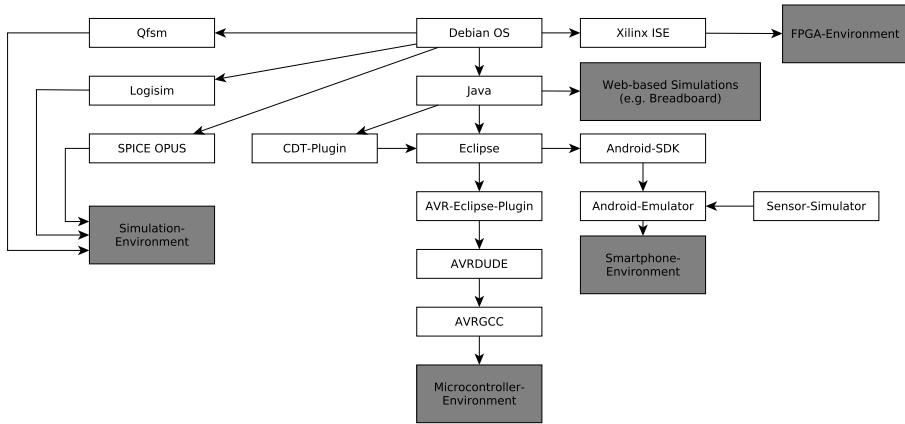 Qfsm
Debian OS
Xilinx ISE
FPGA-Environment
Logisim
Java
Web-based Simulations
(e.g. Breadboard)
SPICE OPUS
CDT-Plugin
Eclipse
Android-SDK
AVR-Eclipse-Plugin
Android-Emulator
Sensor-Simulator
Simulation-
Environment
AVRDUDE
Smartphone-
Environment
AVRGCC
Microcontroller-
Environment